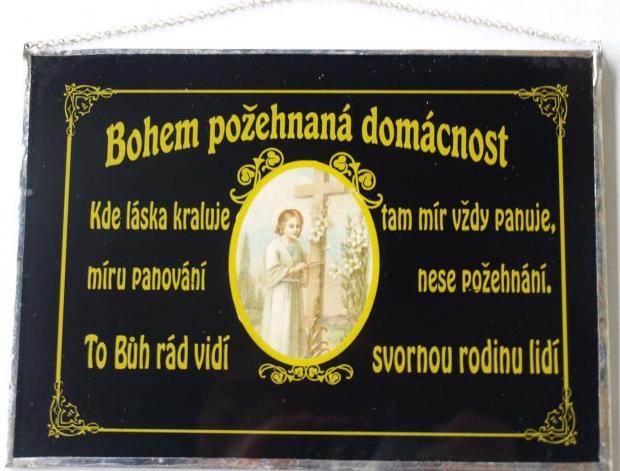 Bohem požehnaná domácnost
Kde láska kraluje tam mír vždy panuje,
míru panování nese požehnání.
To Bůh rád vidí svornou rodinu lidí